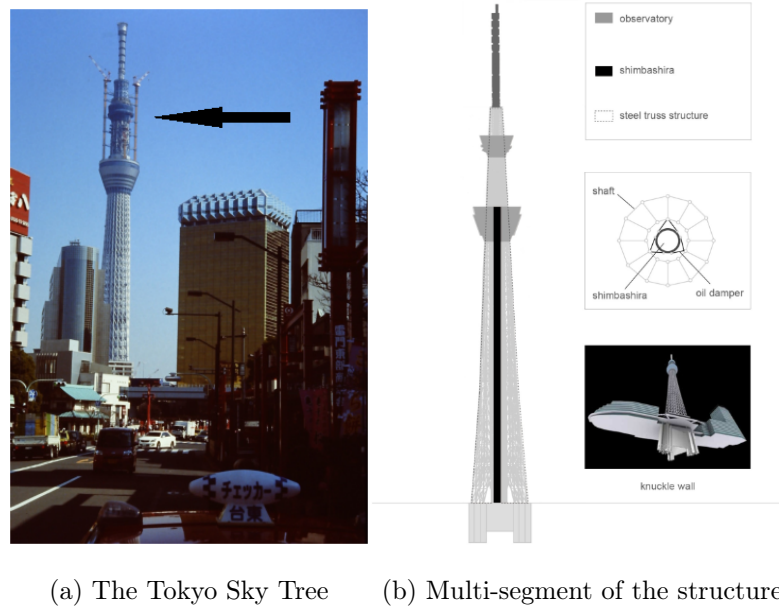 チェッカー
台東
observatory
shimbashira
steel truss structure
shaft
shimbashira
oil damper
knuckle wall
(a) The Tokyo Sky Tree
(b) Multi-segment of the structure